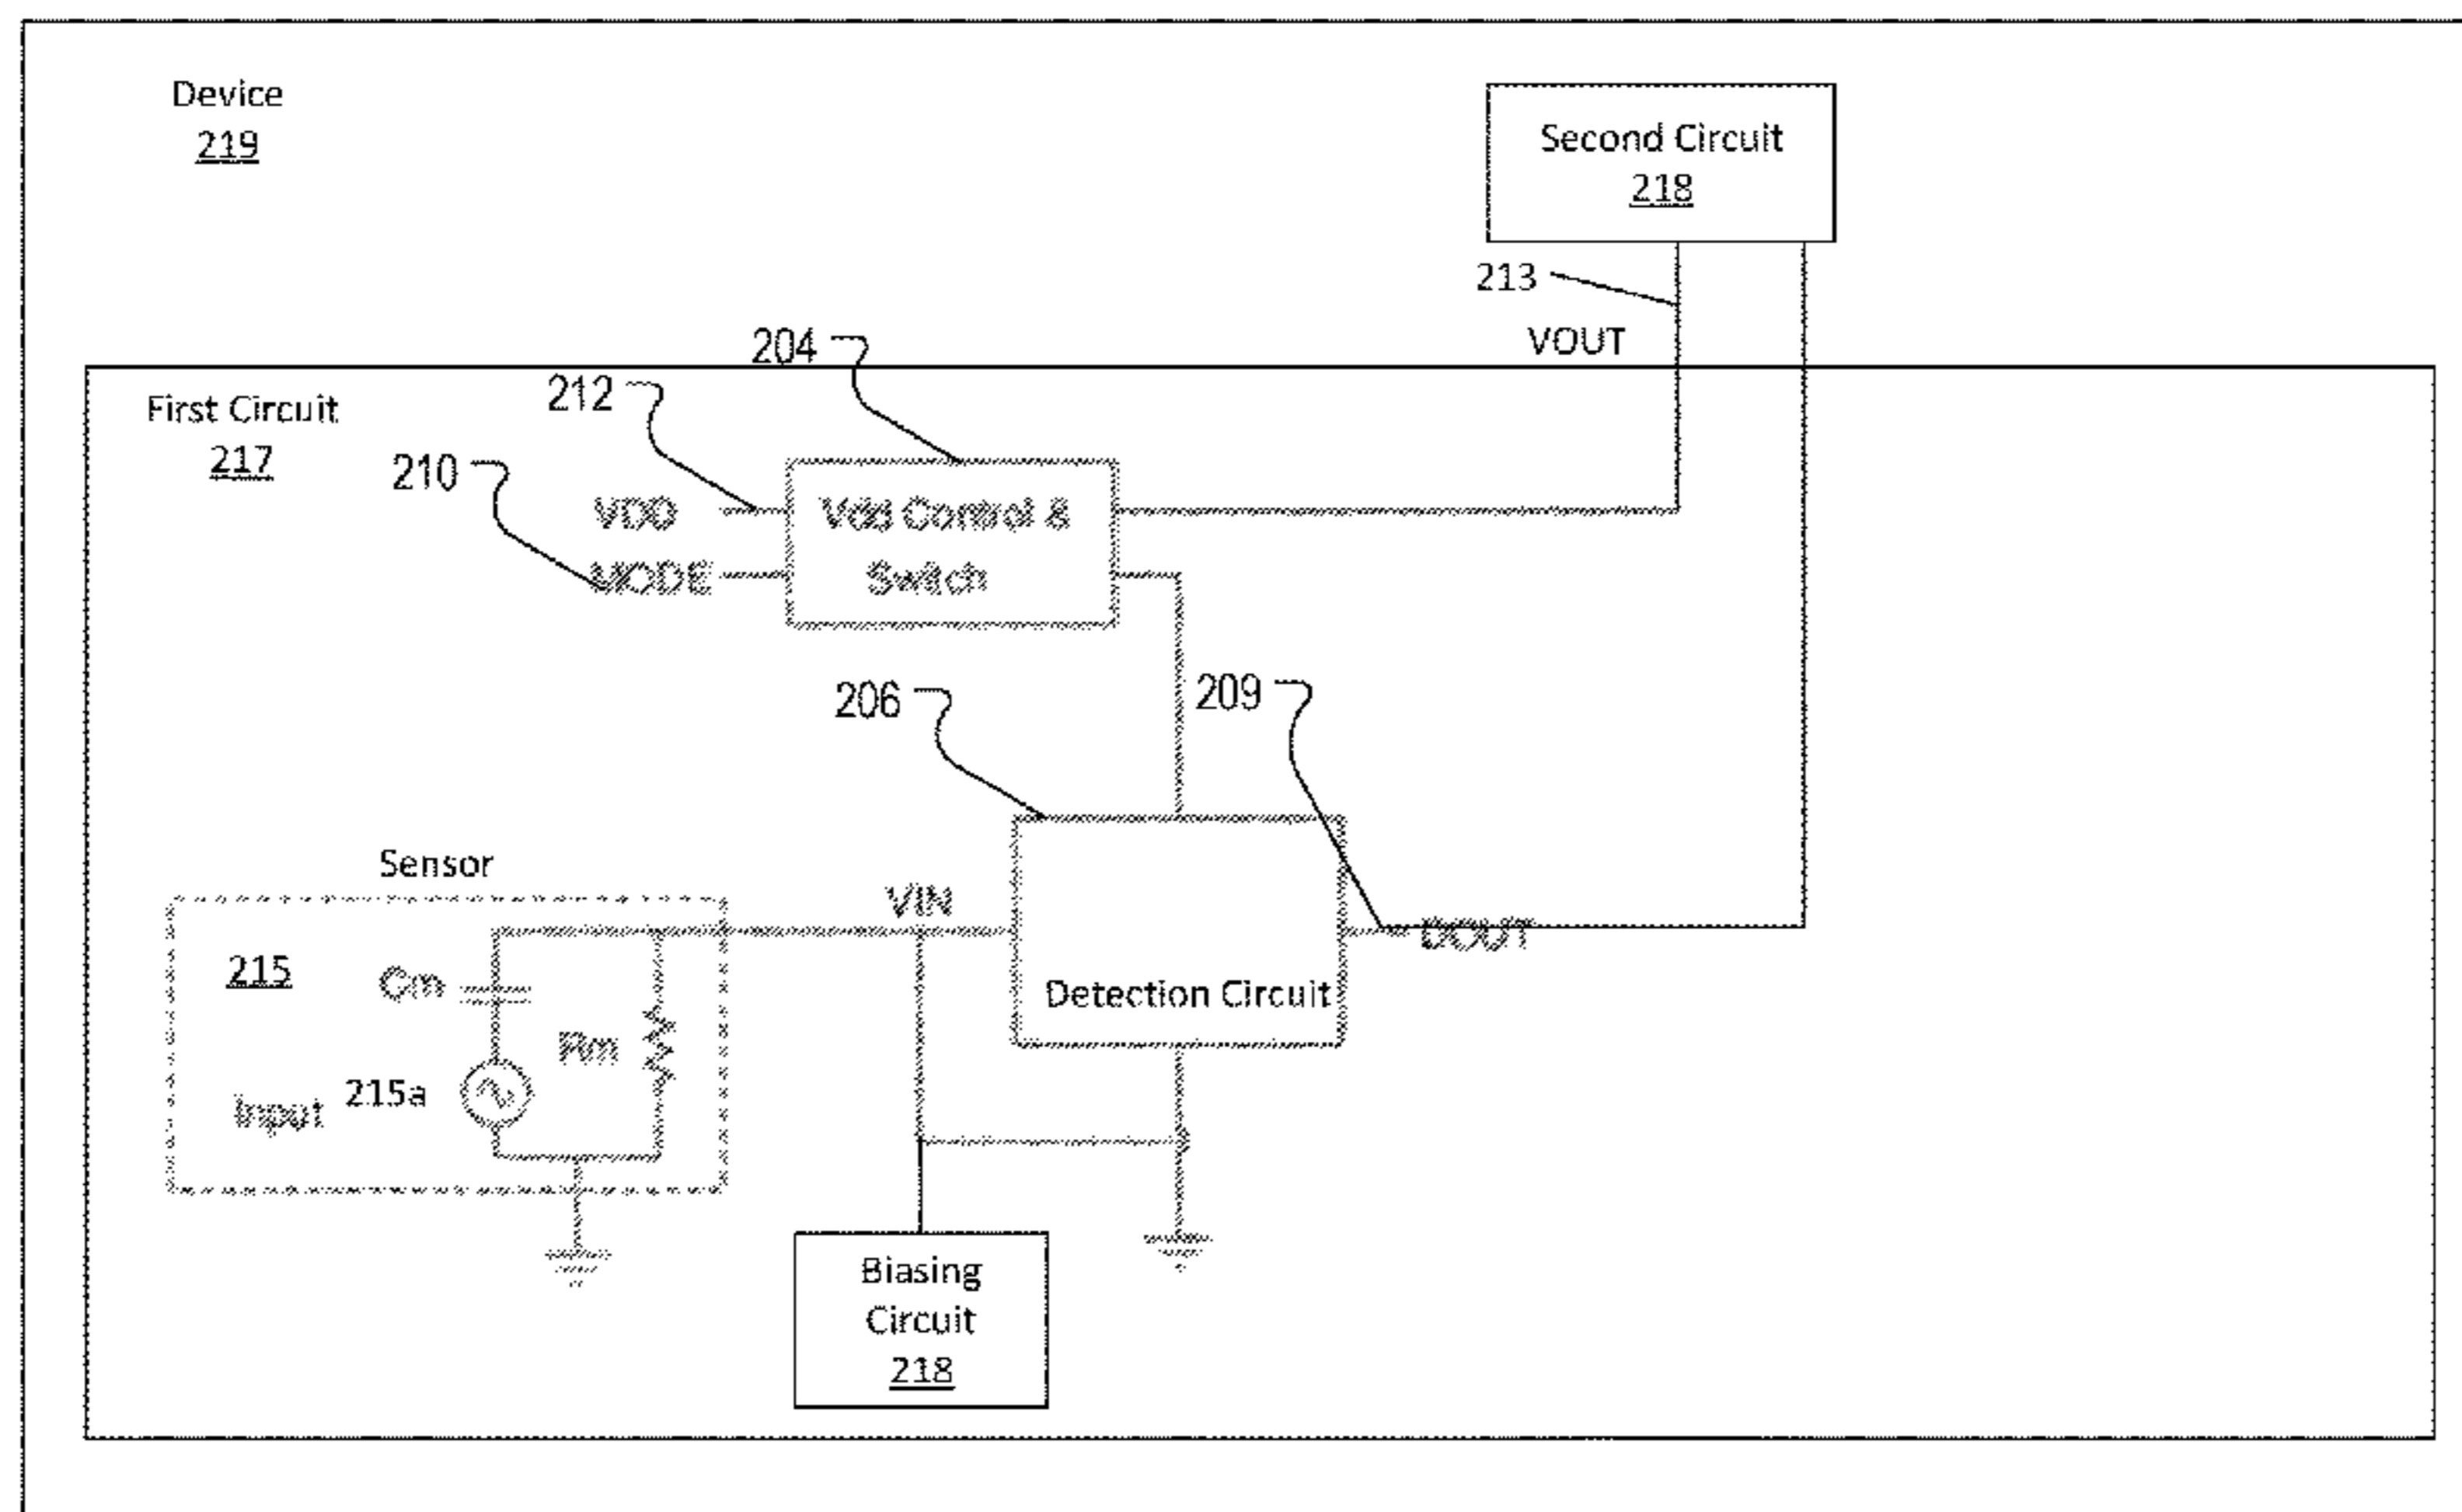 Device
219
Second Circuit
218
213
VOUT
204
212
First Circuit
217
210
VDD
Vdd Control &
MODE
Switch
206
209
Sensor
VIN
DOUT
215
Cm
Detection Circuit
Rm
Input
215a
Biasing
Circuit
218